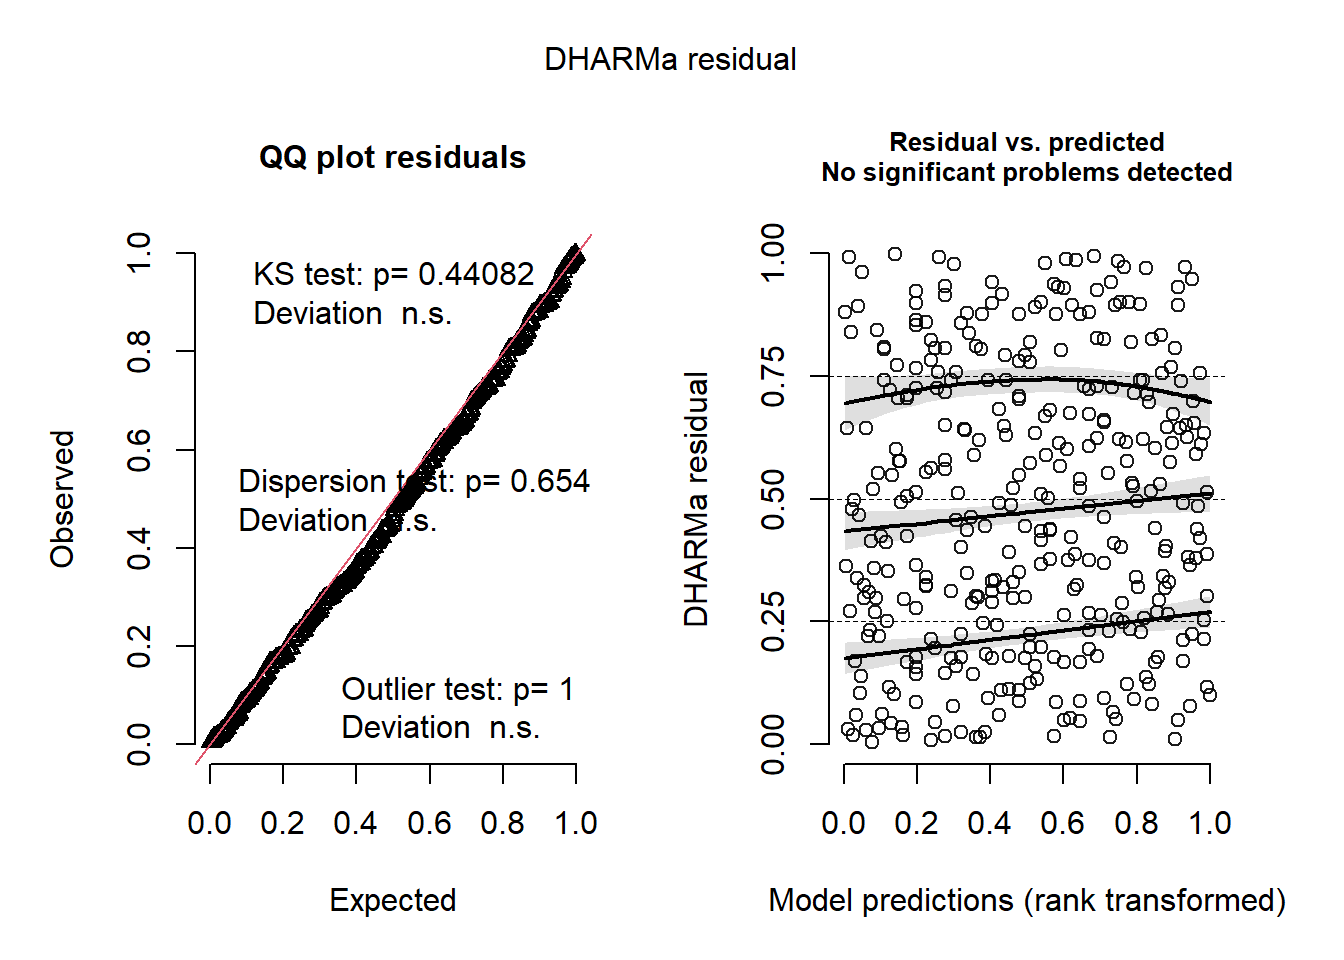 DHARMa residual
QQ plot residuals
KS test: p= 0.44082
Deviation  n.s.
Dispersion test: p= 0.654
Deviation  n.s.
Outlier test: p= 1
Deviation  n.s.
Observed
0.0
0.2
0.4
0.6
0.8
1.0
0.0 0.2 0.4 0.6 0.8 1.0
Expected
Residual vs. predicted
No significant problems detected
DHARMa residual
0.00
0.25
0.50
0.75
1.00
0.0 0.2 0.4 0.6 0.8 1.0
Model predictions (rank transformed)